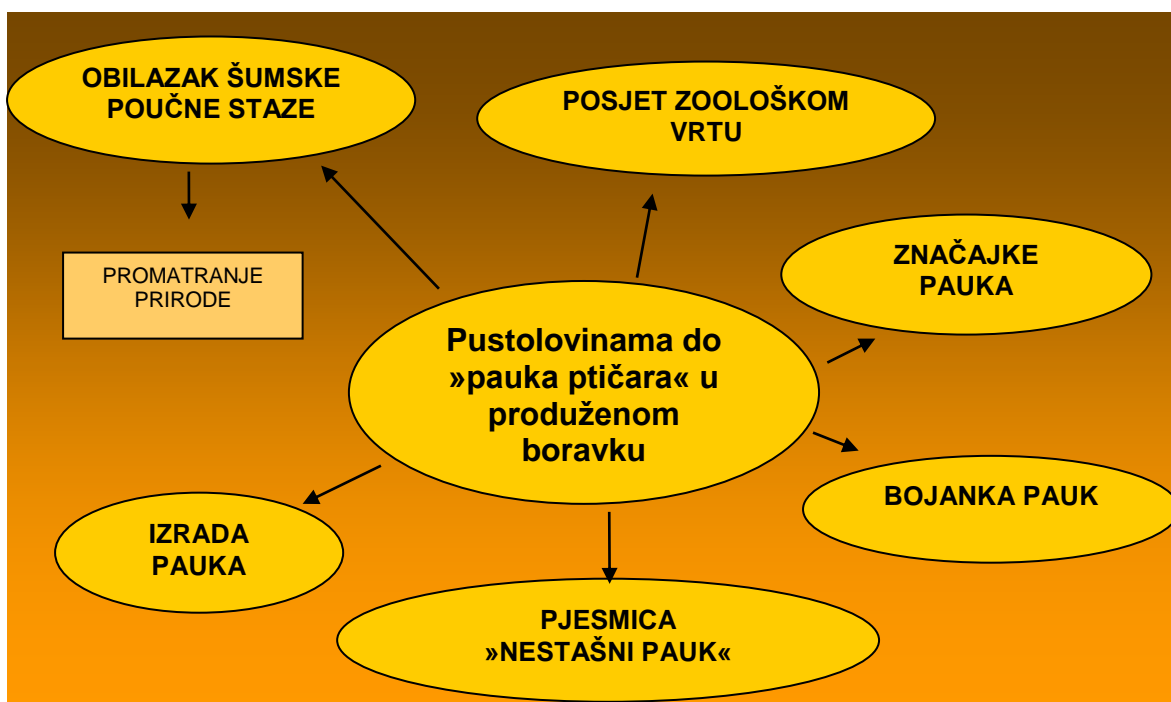 OBILAZAK ŠUMSKE
POUČNE STAZE
POSJET ZOOLOŠKOM
VRTU
PROMATRANJE
PRIRODE
ZNAČAJKE
PAUKA
Pustolovinama do
»pauka ptičara« u
produženom
boravku
BOJANKA PAUK
IZRADA
PAUKA
PJESMICA
»NESTAŠNI PAUK«